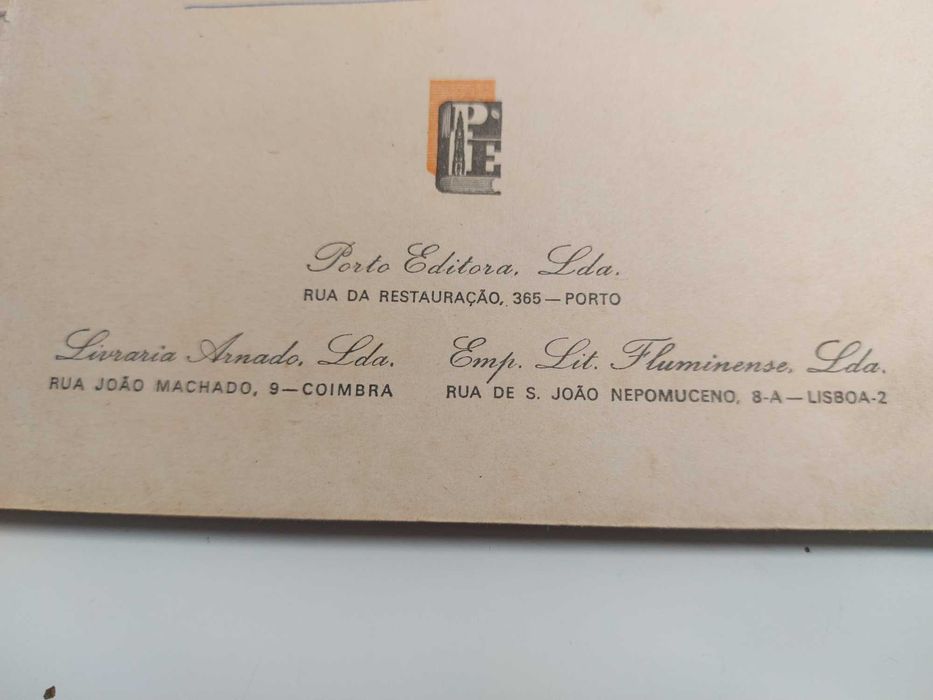 P.
E.
Porto Editora, Lda.
RUA DA RESTAURAÇÃO, 365 — PORTO
Livraria Arnado, Lda.
RUA JOÃO MACHADO, 9 — COIMBRA
Emp. Lit. Fluminense, Lda.
RUA DE S. JOÃO NEPOMUCENO, 8-A — LISBOA-2